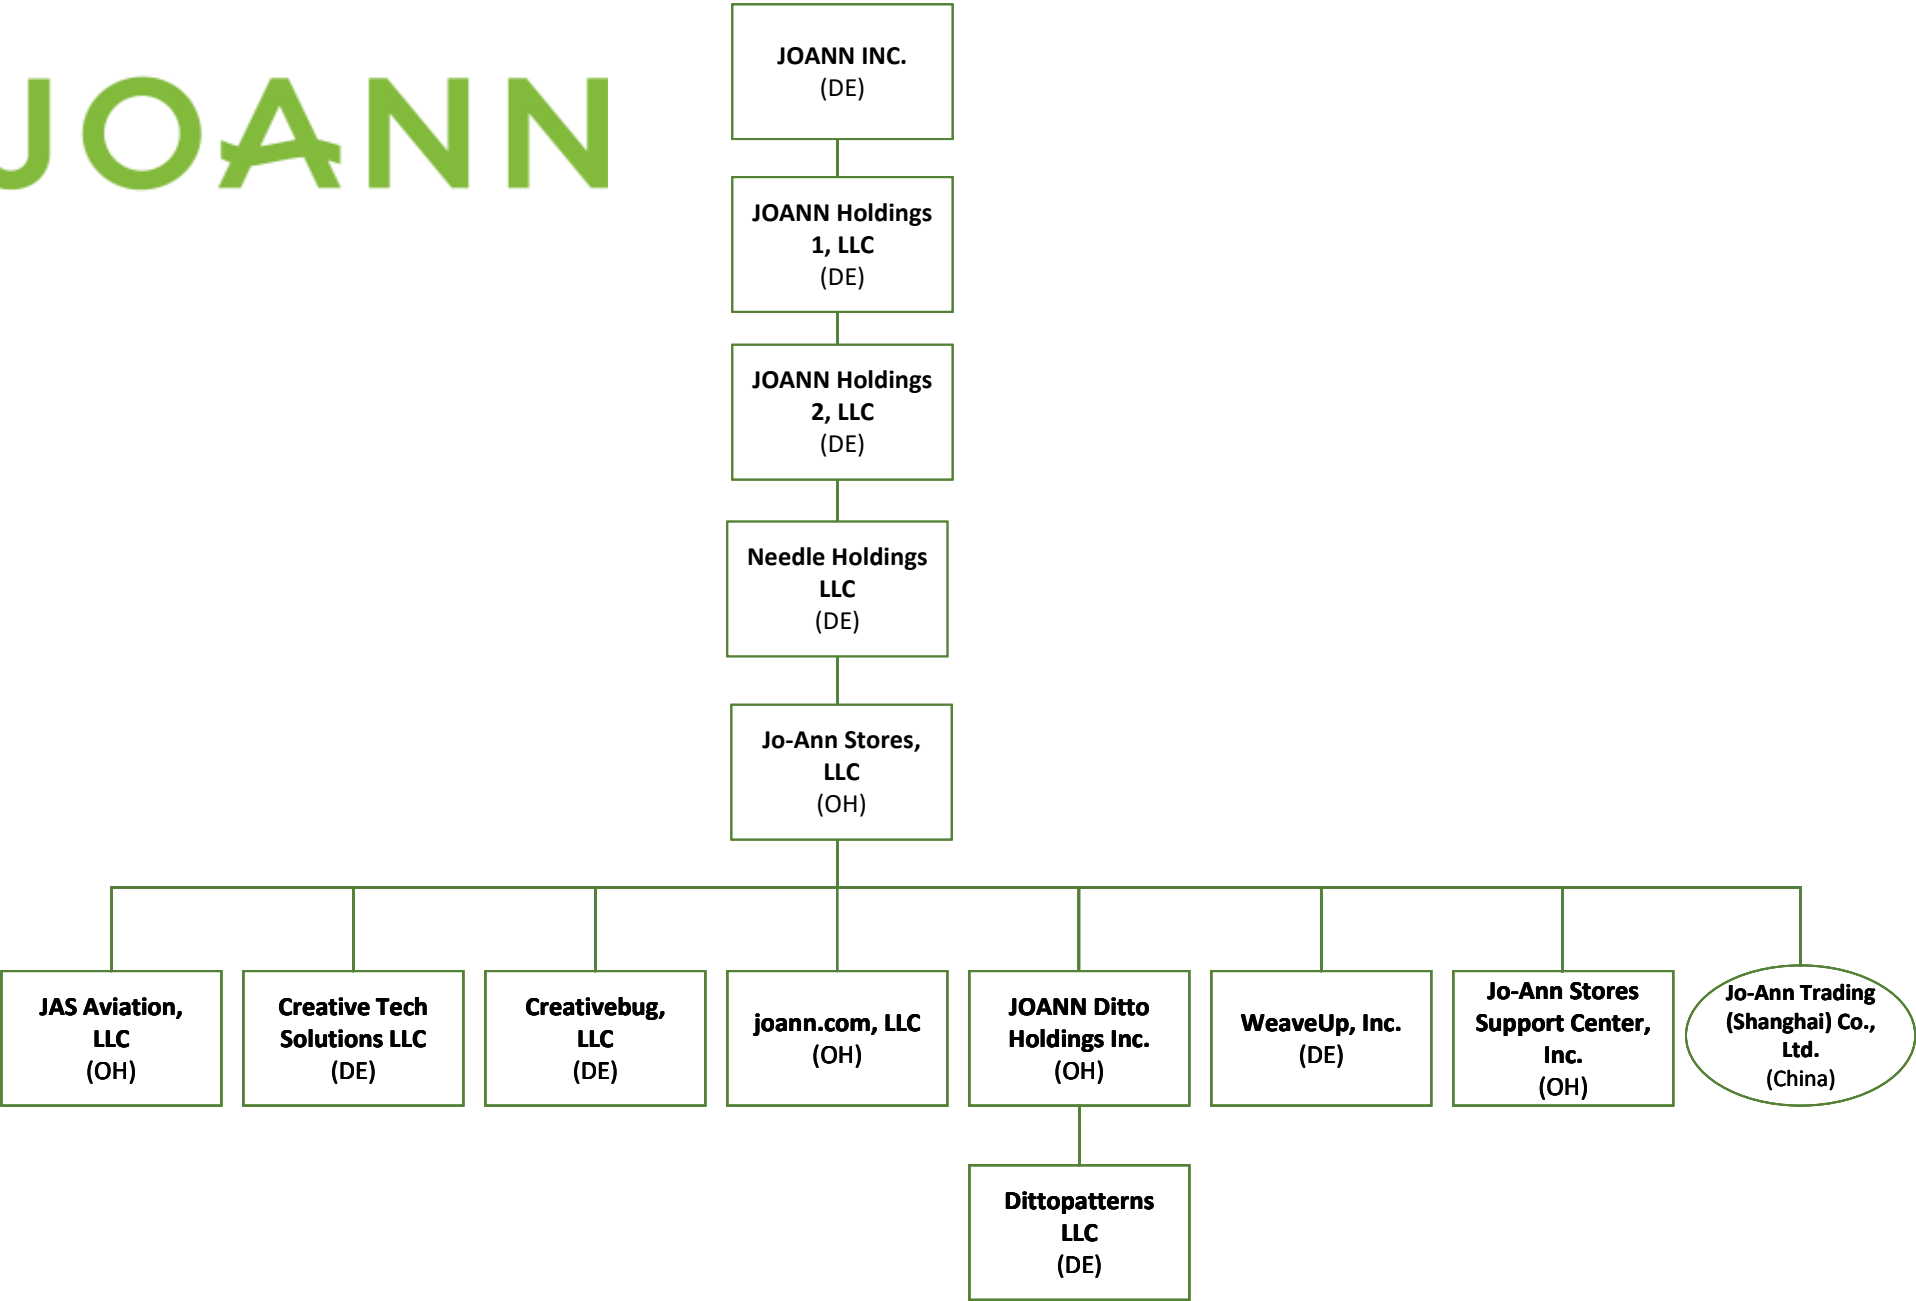 JOANN
JOANN INC.
(DE)
JOANN Holdings
1, LLC
(DE)
JOANN Holdings
2, LLC
(DE)
Needle Holdings
LLC
(DE)
Jo-Ann Stores,
LLC
(OH)
JAS Aviation,
LLC
(OH)
Creative Tech
Solutions LLC
(DE)
Creativebug,
LLC
(DE)
joann.com, LLC
(OH)
JOANN Ditto
Holdings Inc.
(OH)
WeaveUp, Inc.
(DE)
Jo-Ann Stores
Support Center,
Inc.
(OH)
Jo-Ann Trading
(Shanghai) Co.,
Ltd.
(China)
Dittopatterns
LLC
(DE)